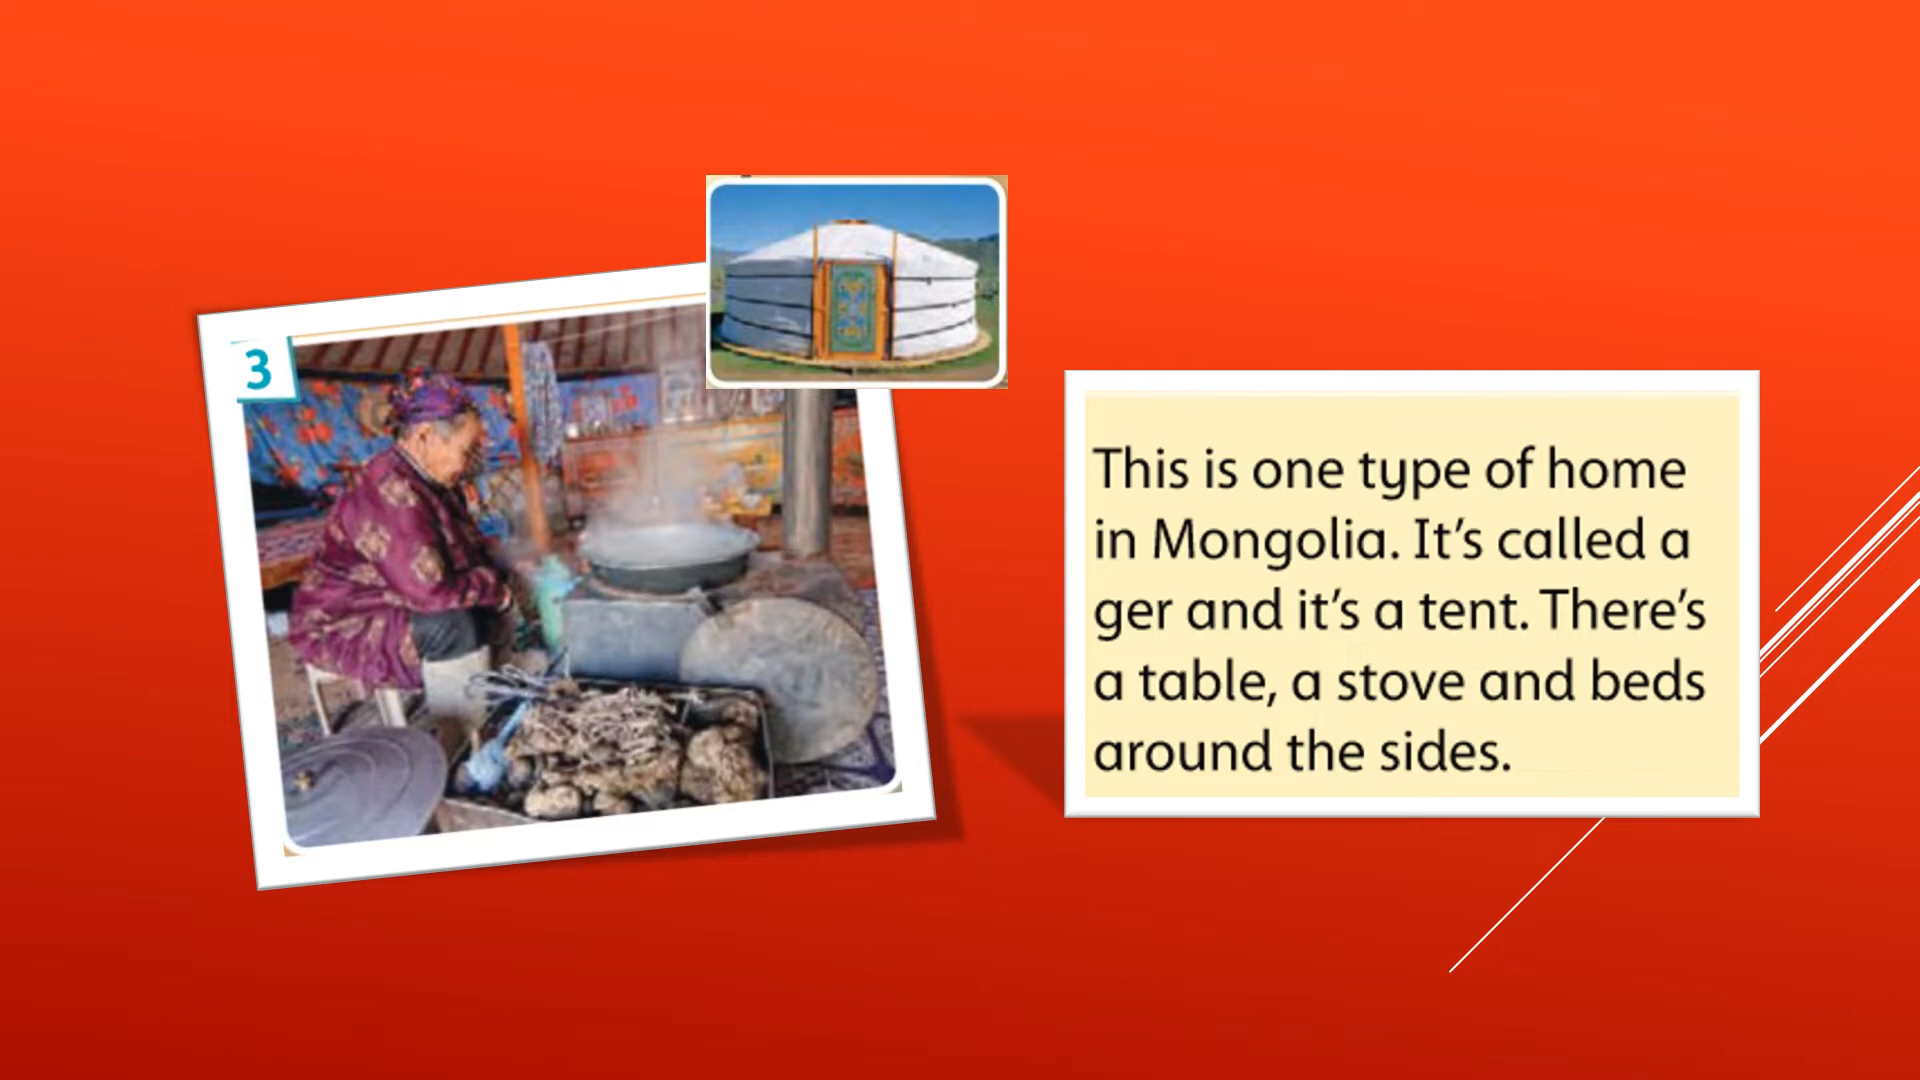 3
This is one type of home
in Mongolia. It’s called a
ger and it’s a tent. There’s
a table, a stove and beds
around the sides.